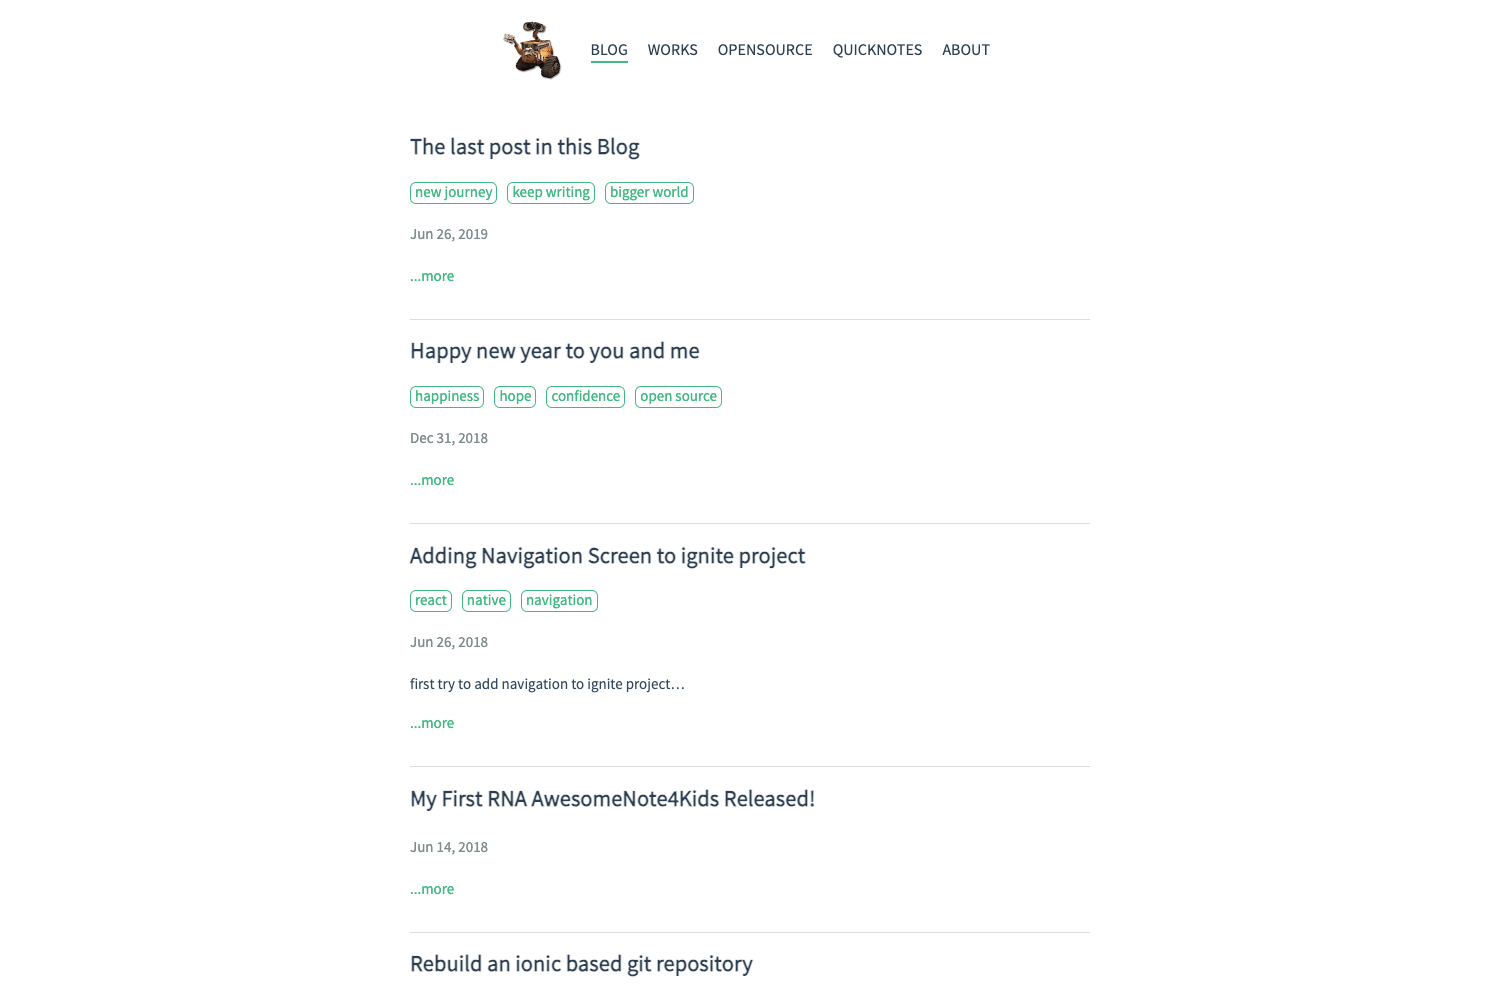 BLOG WORKS OPENSOURCE QUICKNOTES ABOUT
The last post in this Blog
new journey keep writing bigger world
Jun 26, 2019
...more
Happy new year to you and me
happiness hope confidence open source
Dec 31, 2018
...more
Adding Navigation Screen to ignite project
react native navigation
Jun 26, 2018
first try to add navigation to ignite project…
...more
My First RNA AwesomeNote4Kids Released!
Jun 14, 2018
...more
Rebuild an ionic based git repository